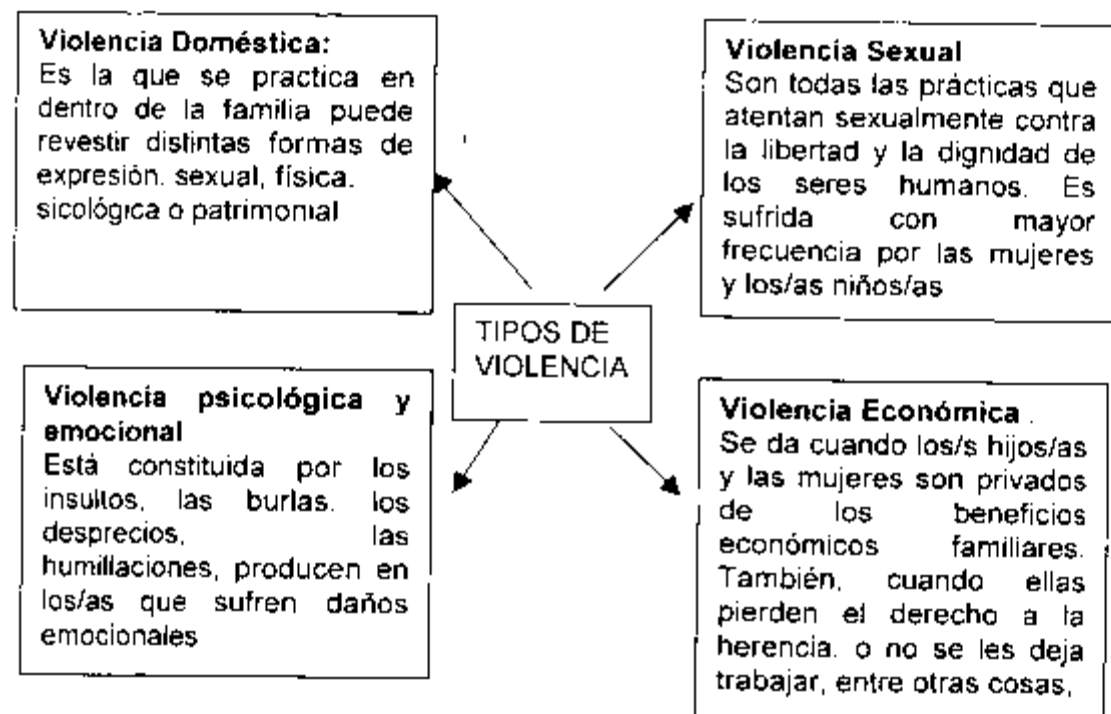 Violencia Doméstica:
Es la que se practica en
dentro de la familia puede
revestir distintas formas de
expresión. sexual, física.
sicológica o patrimonial
Violencia Sexual
Son todas las prácticas que
atentan sexualmente contra
la libertad y la dignidad de
los seres humanos. Es
sufrida con mayor
frecuencia por las mujeres
y los/as niños/as
TIPOS DE
VIOLENCIA
Violencia psicológica y
emocional
Está constituida por los
insultos, las burlas. los
desprecios, las
humillaciones, producen en
los/as que sufren daños
emocionales
Violencia Económica .
Se da cuando los/s hijos/as
y las mujeres son privados
de los beneficios
económicos familiares.
También, cuando ellas
pierden el derecho a la
herencia. o no se les deja
trabajar, entre otras cosas,